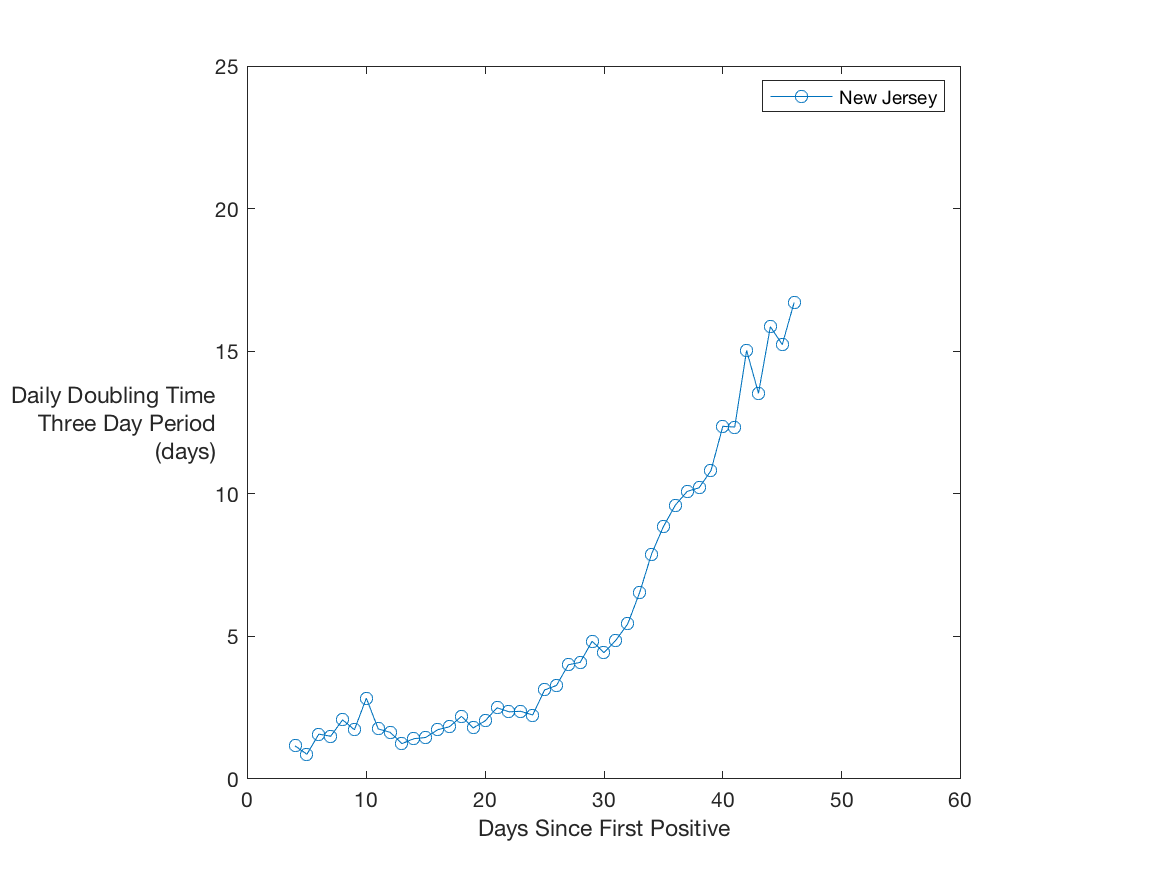 25
20
15
10
5
0
Daily Doubling Time
Three Day Period
(days)
New Jersey
0 10 20 30 40 50 60
Days Since First Positive